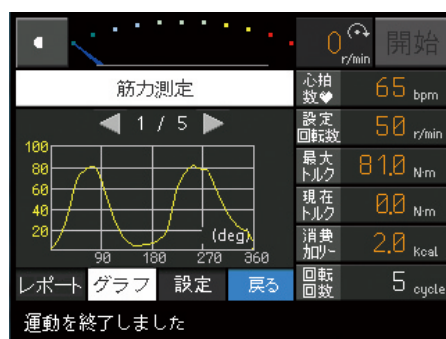 0 r/min
開始
筋力測定
1 / 5
100
80
60
40
20
(deg)
90 180 270 360
心拍数♥ 65 bpm
設定回転数 50 r/min
最大トルク 81.0 N·m
現在トルク 0.0 N·m
消費カロリー 2.0 kcal
回転回数 5 cycle
レポート グラフ 設定 戻る
運動を終了しました